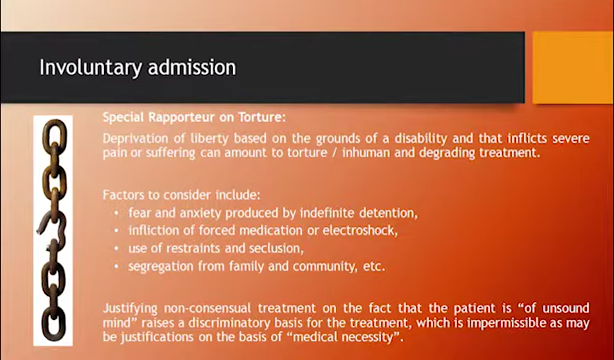 Involuntary admission
Special Rapporteur on Torture:
Deprivation of liberty based on the grounds of a disability and that inflicts severe
pain or suffering can amount to torture / inhuman and degrading treatment.
Factors to consider include:
• fear and anxiety produced by indefinite detention,
• infliction of forced medication or electroshock,
• use of restraints and seclusion,
• segregation from family and community, etc.
Justifying non-consensual treatment on the fact that the patient is “of unsound
mind” raises a discriminatory basis for the treatment, which is impermissible as may
be justifications on the basis of “medical necessity”.